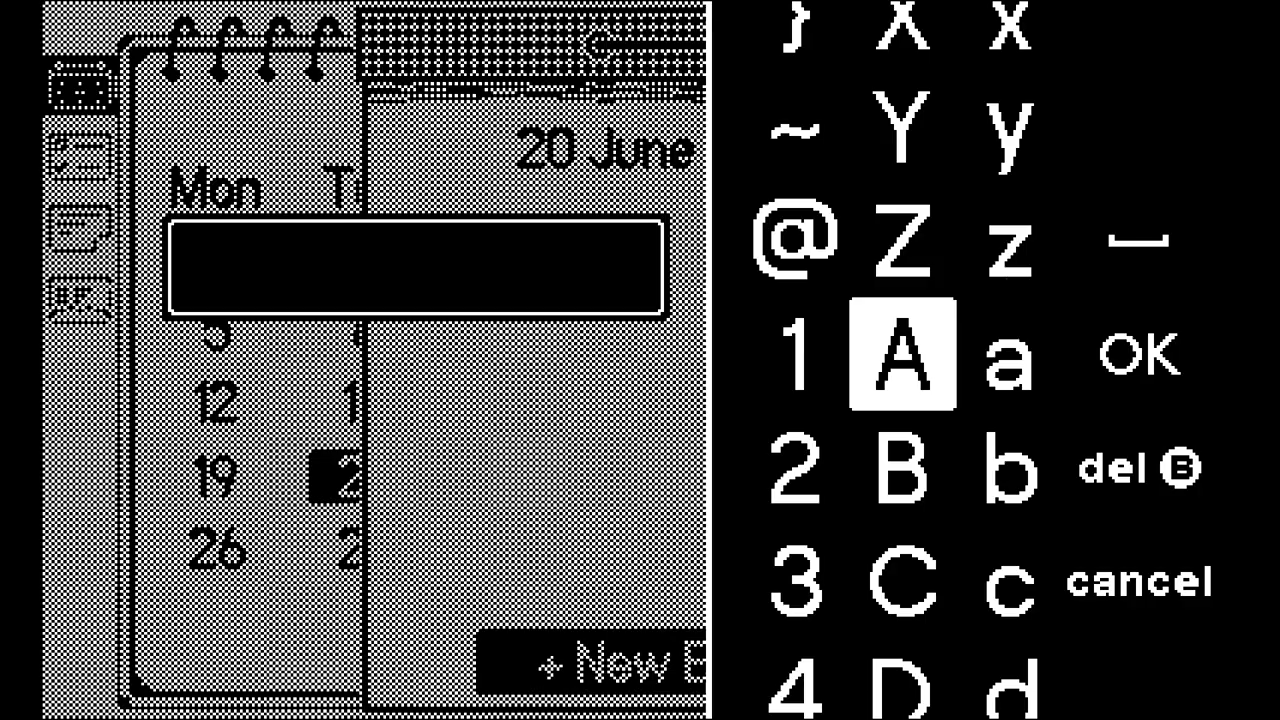 20 June
Mon
5
12
19
26
+ New
} X x
~ Y y
@ Z z
1 A a OK
2 B b del B
3 C c cancel
4 D d